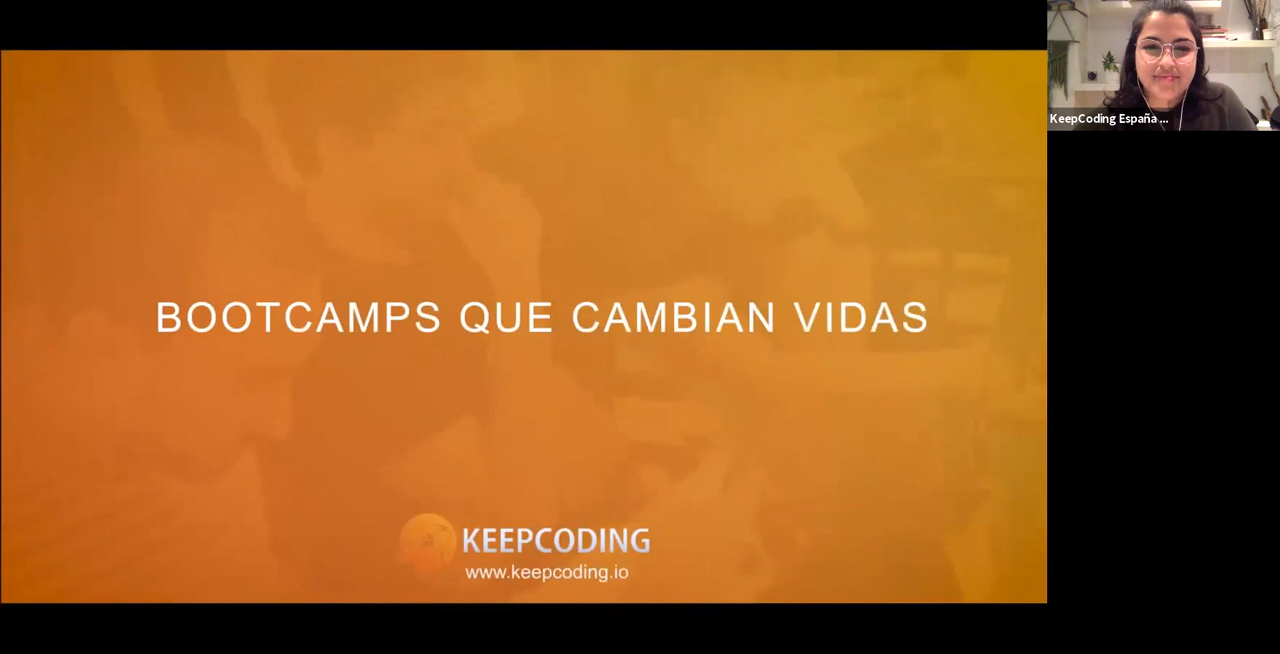 KeepCoding España ...
BOOTCAMPS QUE CAMBIAN VIDAS
KEEPCODING
www.keepcoding.io